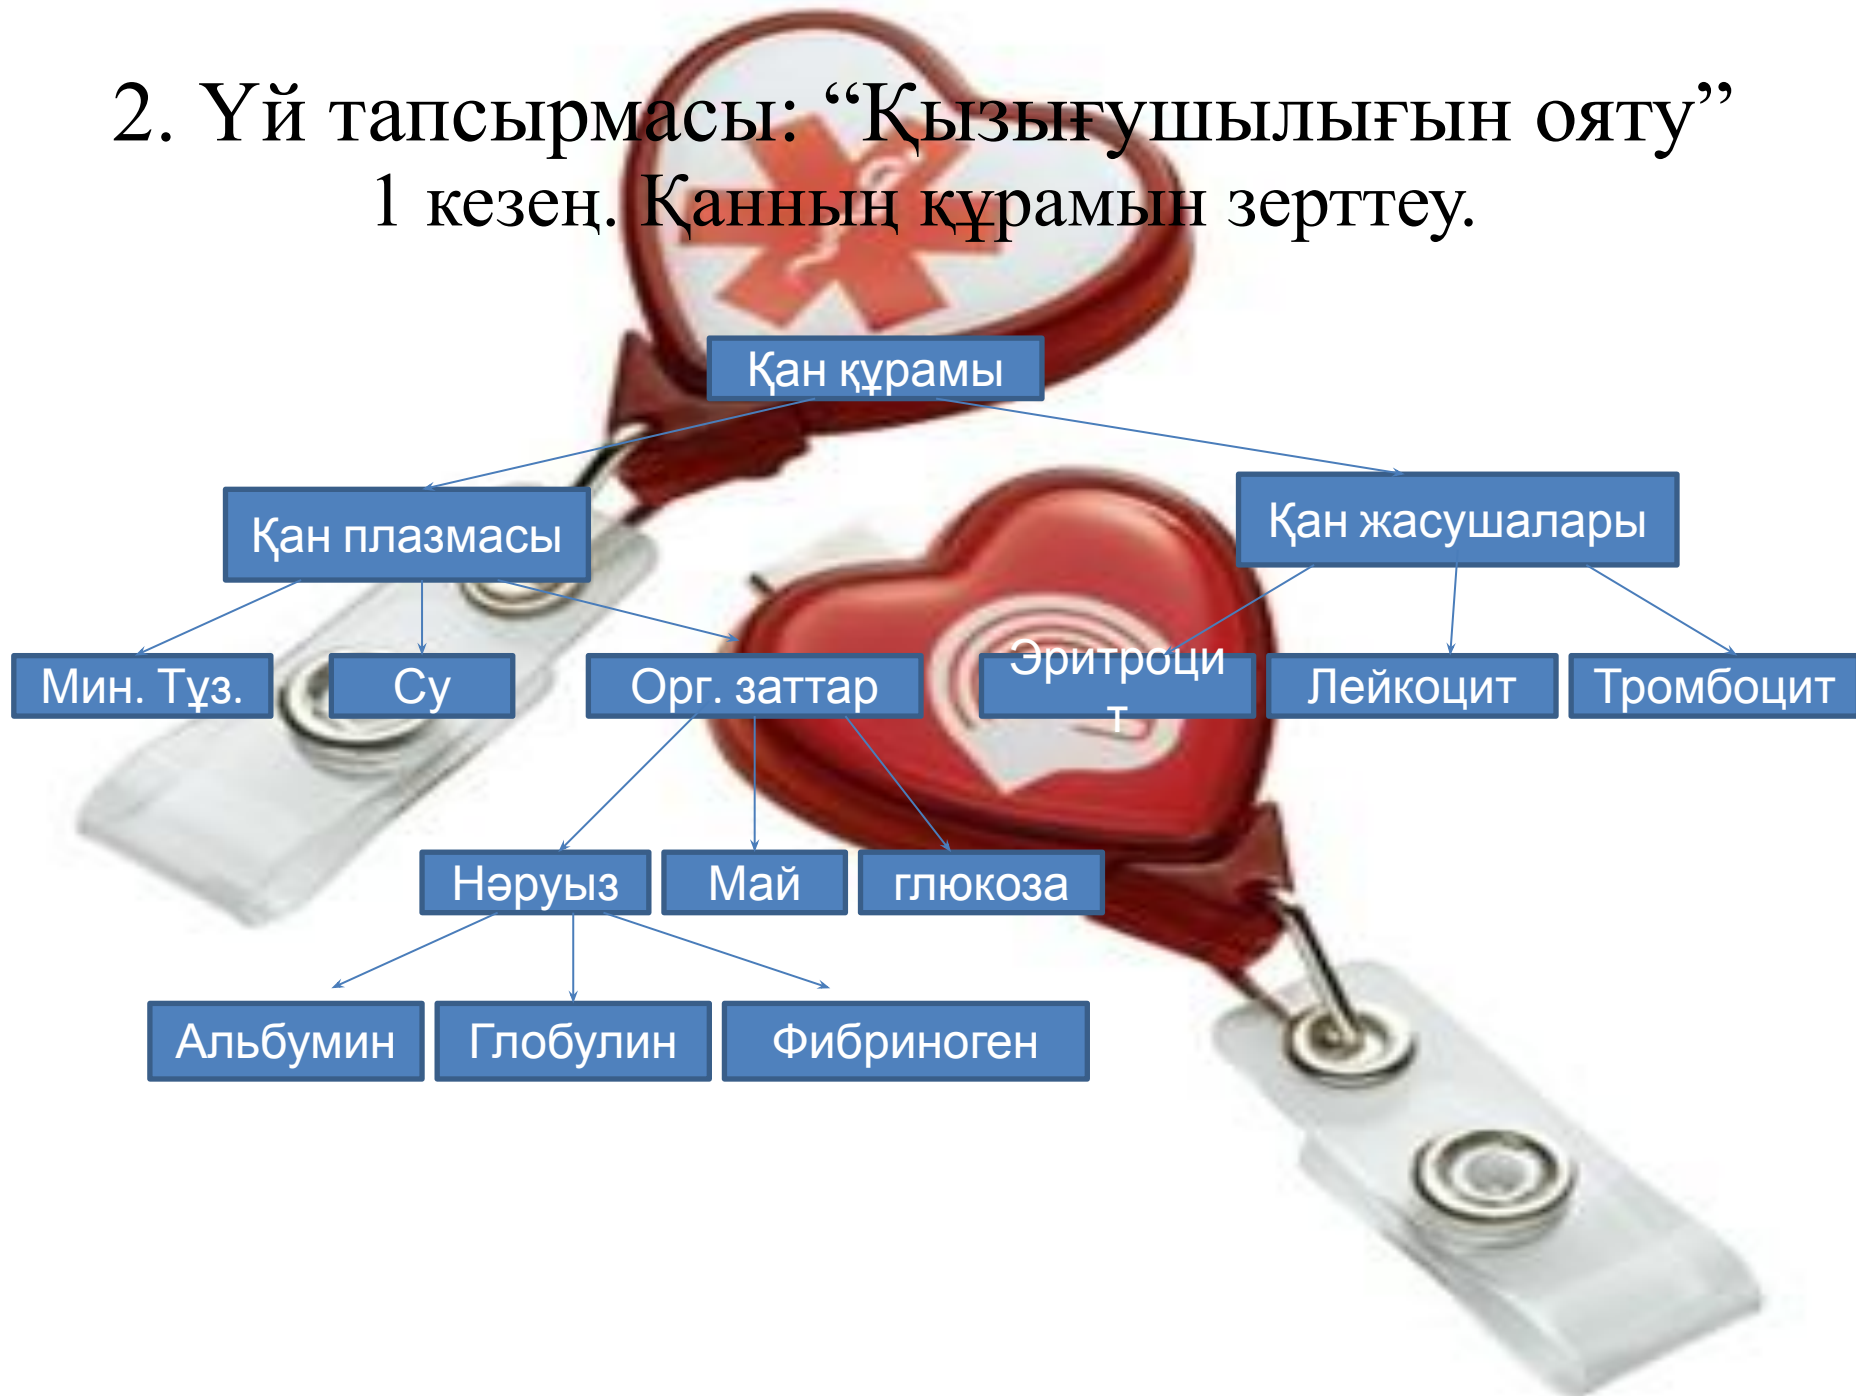 2. Үй тапсырмасы: “Қызығушылығын ояту”
1 кезең. Қанның құрамын зерттеу.
Қан құрамы
Қан плазмасы
Қан жасушалары
Мин. Тұз.
Су
Орг. заттар
Эритроци
т
Лейкоцит
Тромбоцит
Нәруыз
Май
глюкоза
Альбумин
Глобулин
Фибриноген